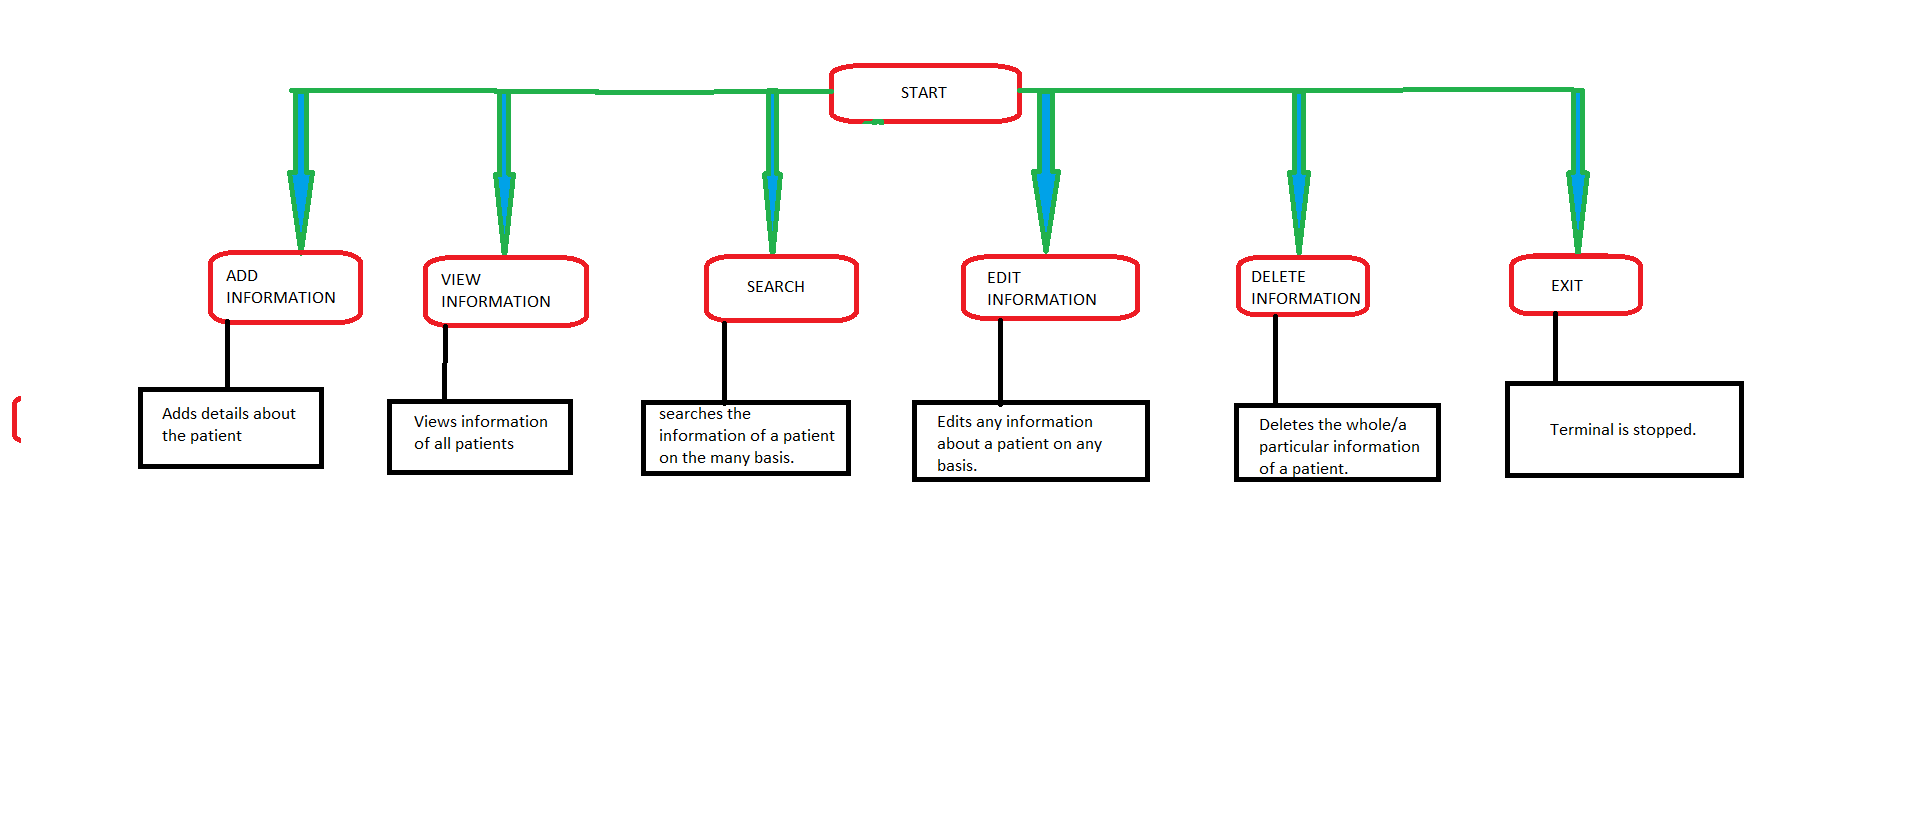 START
ADD
INFORMATION
VIEW
INFORMATION
SEARCH
EDIT
INFORMATION
DELETE
INFORMATION
EXIT
Adds details about
the patient
Views information
of all patients
searches the
information of a patient
on the many basis.
Edits any information
about a patient on any
basis.
Deletes the whole/a
particular information
of a patient.
Terminal is stopped.